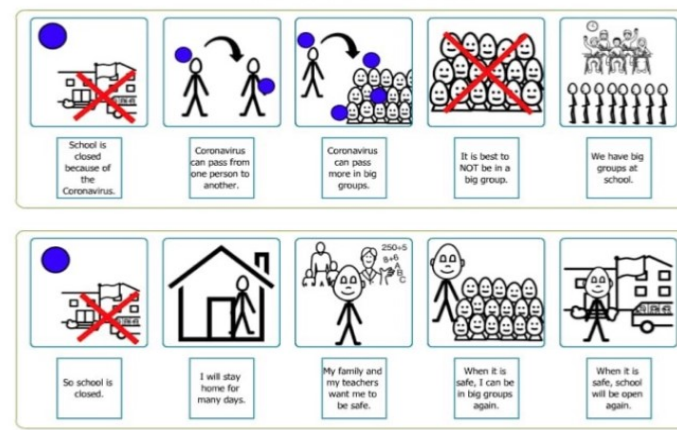 School is
closed
because of
the
Coronavirus.
Coronavirus
can pass from
one person to
another.
Coronavirus
can pass
more in big
groups.
It is best to
NOT be in a
big group.
We have big
groups at
school.
250÷5
8+6
A
B
C
So school is
closed.
I will stay
home for
many days.
My family and
my teachers
want me to
be safe.
When it is
safe, I can be
in big groups
again.
When it is
safe, school
will be open
again.